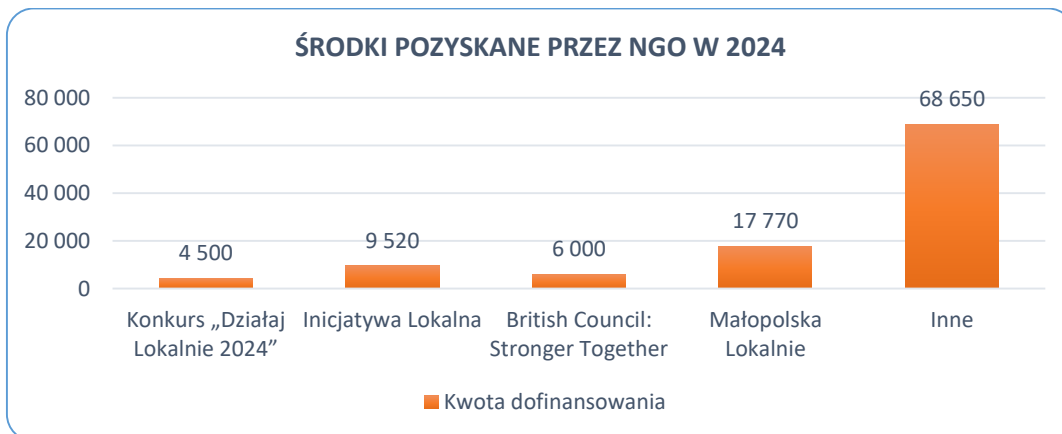 ŚRODKI POZYSKANE PRZEZ NGO W 2024
80 000
60 000
40 000
20 000
0
4 500
9 520
6 000
17 770
68 650
Konkurs „Działaj
Lokalnie 2024”
Inicjatywa Lokalna
British Council:
Stronger Together
Małopolska
Lokalnie
Inne
Kwota dofinansowania